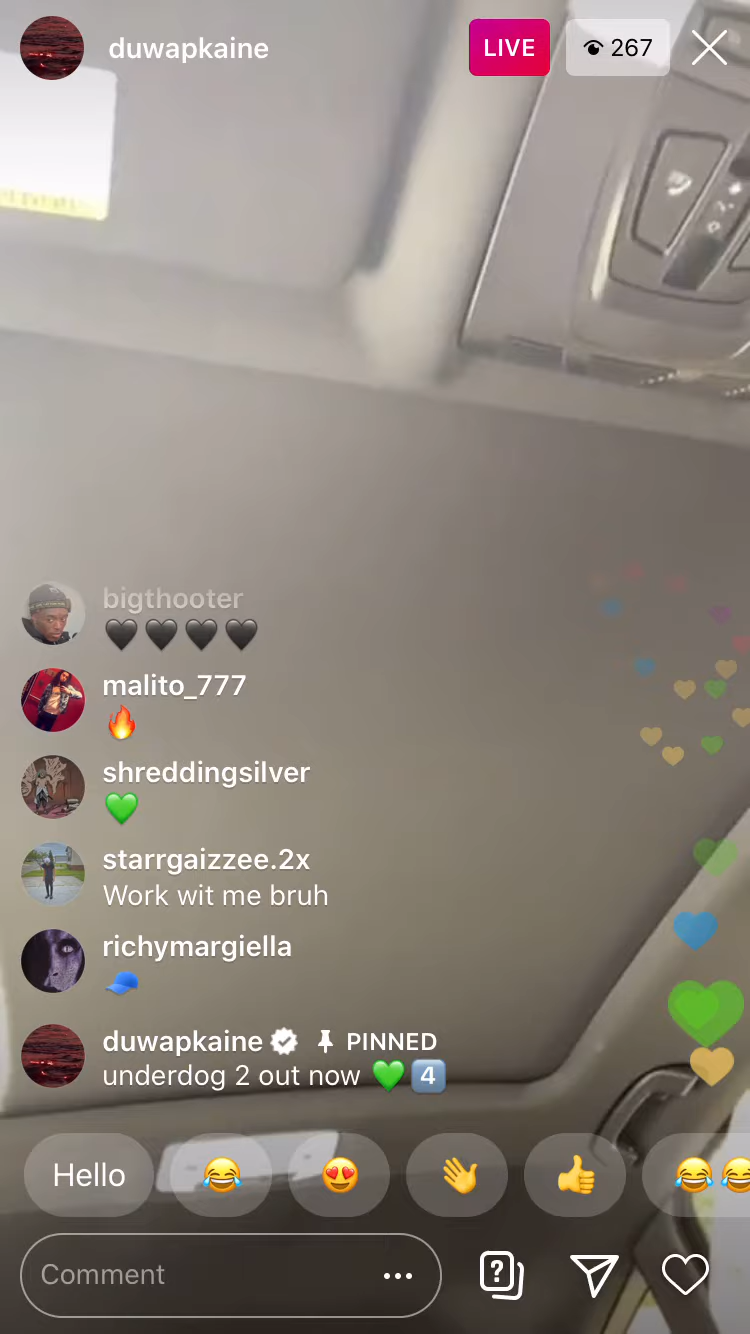 duwapkaine
LIVE
267
bigthooter
🖤🖤🖤🖤
malito_777
🔥
shreddingsilver
💚
starrgaizzee.2x
Work wit me bruh
richymargiella
🧢
duwapkaine PINNED
underdog 2 out now 💚4️⃣
Hello 😂 😍 👋 👍 😂😂
Comment